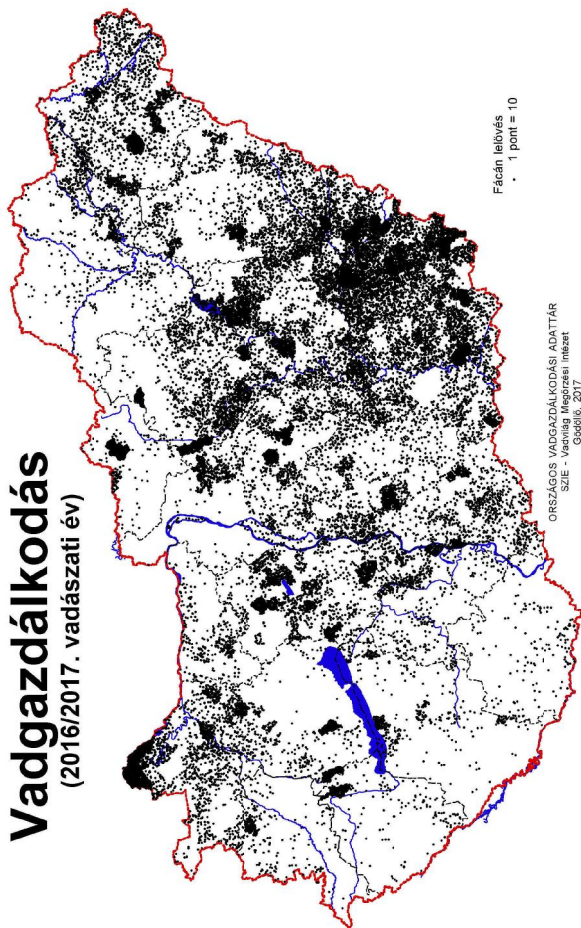 Vadgazdálkodás
(2016/2017. vadászati év)
Fácán lelövés
· 1 pont = 10
ORSZÁGOS VADGAZDÁLKODÁSI ADATTÁR
SZIE - Vadvilág Megőrzési Intézet
Gödöllő, 2017